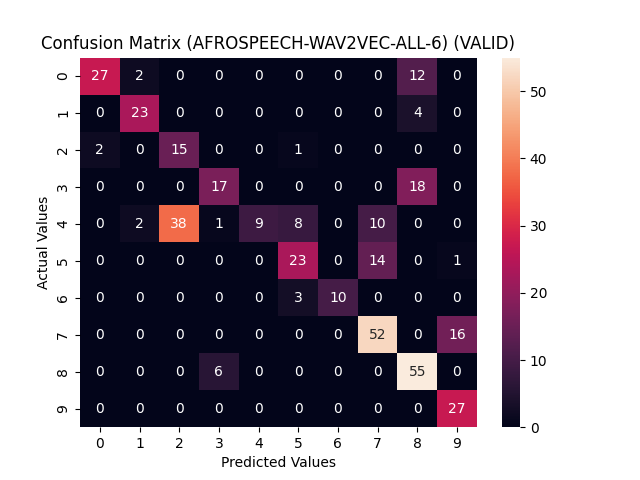 Confusion Matrix (AFROSPEECH-WAV2VEC-ALL-6) (VALID)
0 27 2 0 0 0 0 0 0 12 0
1 0 23 0 0 0 0 0 0 4 0
2 2 0 15 0 0 1 0 0 0 0
3 0 0 0 17 0 0 0 0 18 0
4 0 2 38 1 9 8 0 10 0 0
5 0 0 0 0 0 23 0 14 0 1
6 0 0 0 0 0 3 10 0 0 0
7 0 0 0 0 0 0 0 52 0 16
8 0 0 0 6 0 0 0 0 55 0
9 0 0 0 0 0 0 0 0 0 27
0 1 2 3 4 5 6 7 8 9
Actual Values
Predicted Values
50
40
30
20
10
0